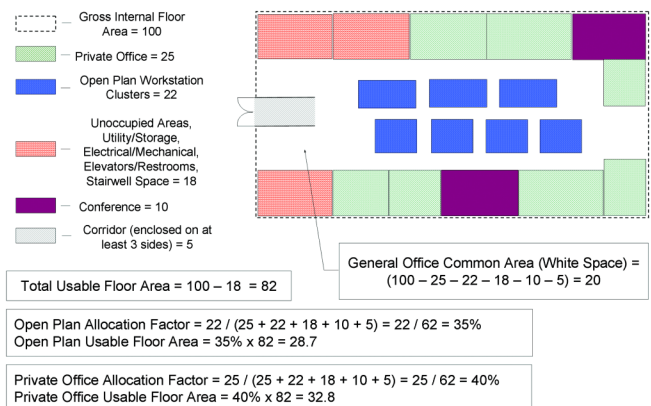 Gross Internal Floor
Area = 100
Private Office = 25
Open Plan Workstation
Clusters = 22
Unoccupied Areas,
Utility/Storage,
Electrical/Mechanical,
Elevators/Restrooms,
Stairwell Space = 18
Conference = 10
Corridor (enclosed on at
least 3 sides) = 5
General Office Common Area (White Space) =
(100 – 25 – 22 – 18 – 10 – 5) = 20
Total Usable Floor Area = 100 – 18 = 82
Open Plan Allocation Factor = 22 / (25 + 22 + 18 + 10 + 5) = 22 / 62 = 35%
Open Plan Usable Floor Area = 35% x 82 = 28.7
Private Office Allocation Factor = 25 / (25 + 22 + 18 + 10 + 5) = 25 / 62 = 40%
Private Office Usable Floor Area = 40% x 82 = 32.8